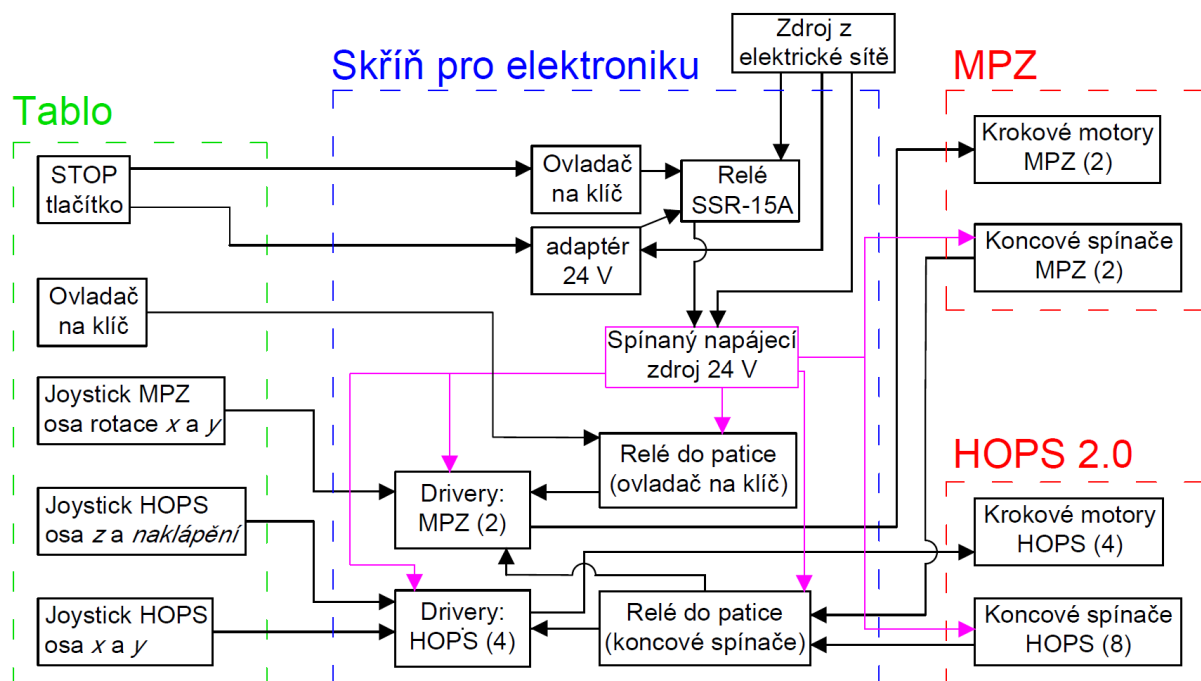 Zdroj z
elektrické sítě
Skříň pro elektroniku
MPZ
Tablo
STOP
tlačítko
Ovladač
na klíč
Relé
SSR-15A
adaptér
24 V
Krokové motory
MPZ (2)
Koncové spínače
MPZ (2)
Ovladač
na klíč
Spínaný napájecí
zdroj 24 V
Joystick MPZ
osa rotace x a y
Relé do patice
(ovladač na klíč)
HOPS 2.0
Drivery:
MPZ (2)
Joystick HOPS
osa z a naklápění
Krokové motory
HOPS (4)
Joystick HOPS
osa x a y
Drivery:
HOPS (4)
Relé do patice
(koncové spínače)
Koncové spínače
HOPS (8)